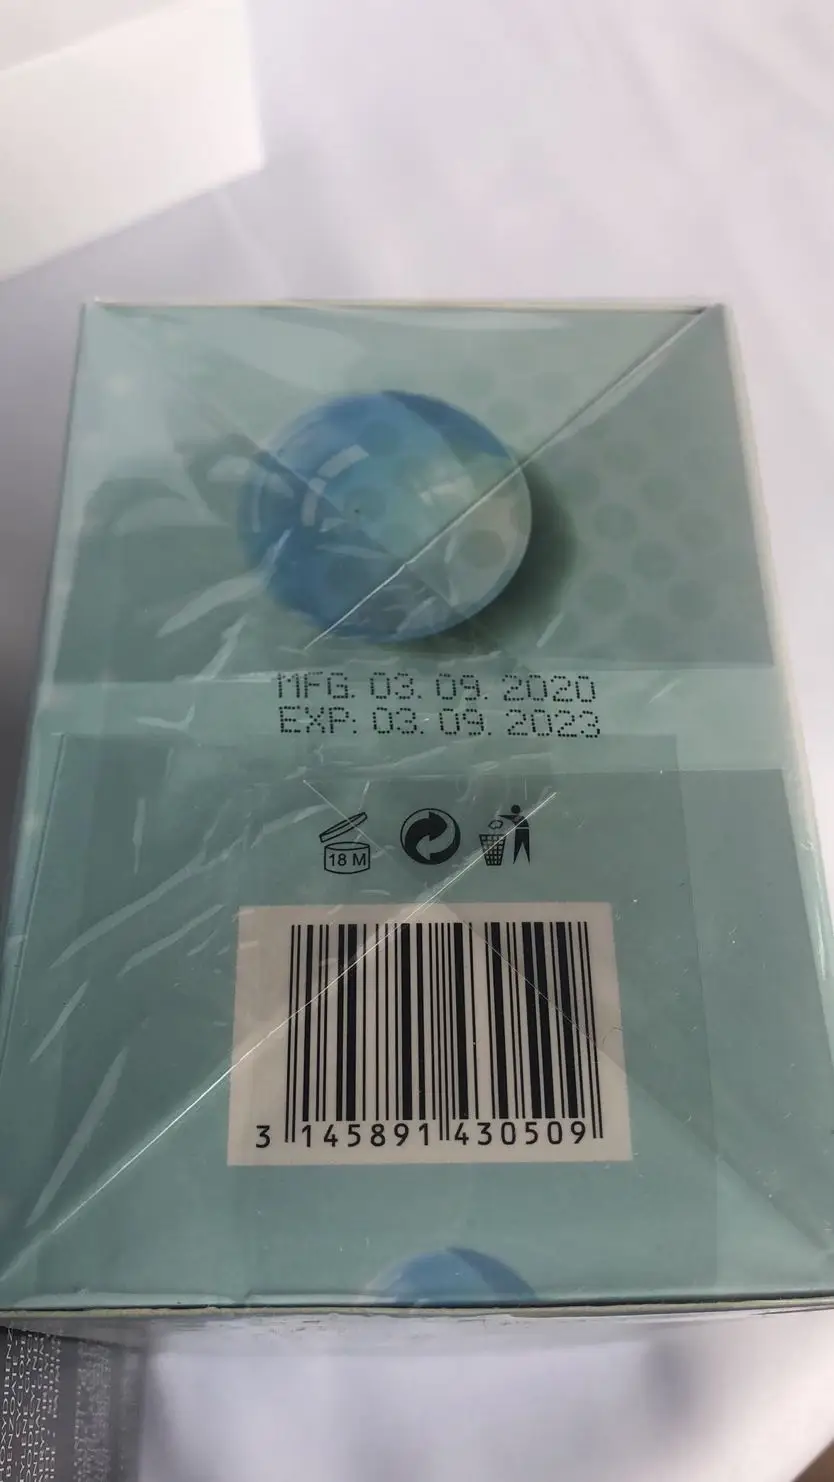 MFG. 03. 09. 2020
EXP: 03. 09. 2023
18 M
3 145891 430509